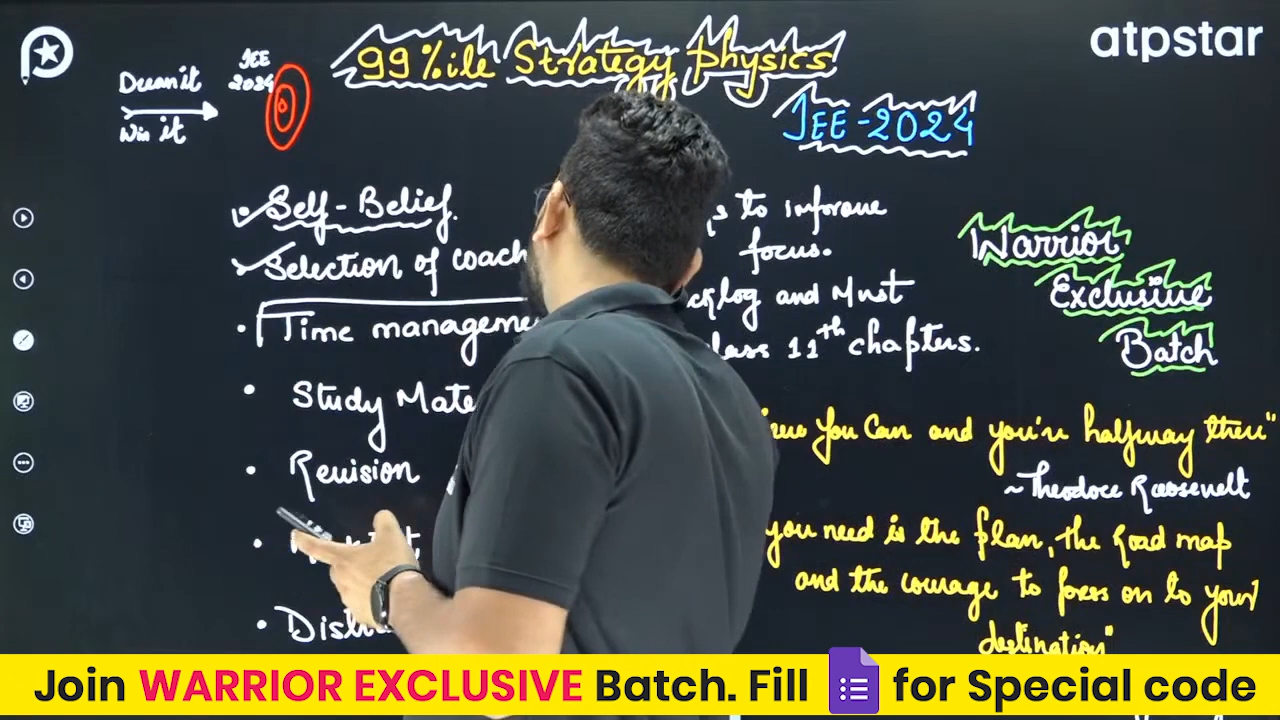 atpstar
99%ile Strategy Physics
JEE-2024
Dream it
Win it
JEE
2024
• Self-Belief.
Selection of coach
• Time manageme
• Study Mate
• Revision
• Dist
to improve
focus.
cklog and Must
lass 11th chapters.
Warrior
Exclusive
Batch
You Can and you're halfway there"
~Theodore Roosevelt
you need is the plan, the road map
and the courage to press on to your
destination"
Join WARRIOR EXCLUSIVE Batch. Fill for Special code